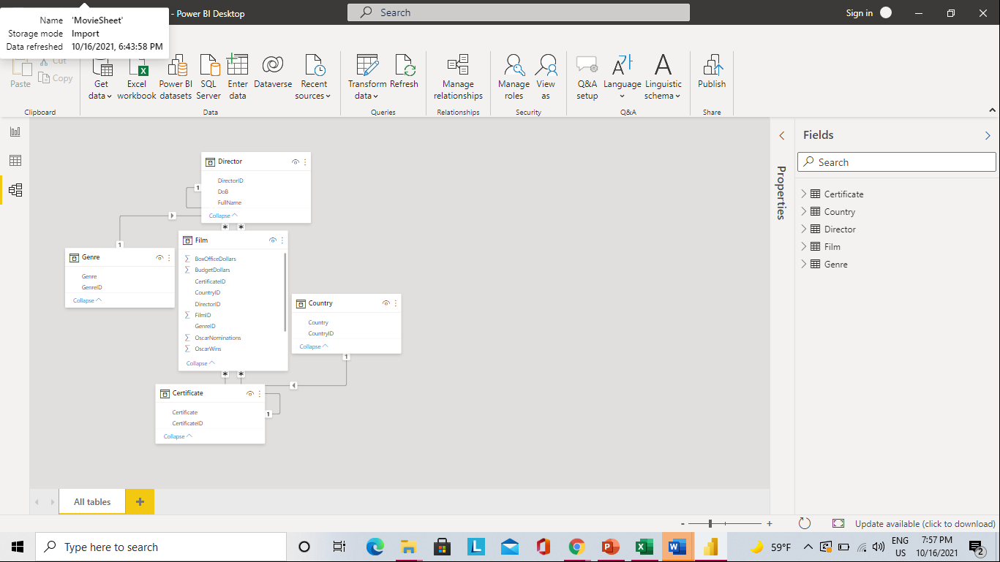 - Power BI Desktop
Search
Sign in
Name 'MovieSheet'
Storage mode Import
Data refreshed 10/16/2021, 6:43:58 PM
Paste
Cut
Copy
Clipboard
Get data
Excel workbook
Power BI datasets
SQL Server
Enter data
Dataverse
Recent sources
Data
Transform data
Refresh
Queries
Manage relationships
Relationships
Manage roles
View as
Security
Q&A setup
Language
Linguistic schema
Q&A
Publish
Share
Director
DirectorID
DoB
FullName
Collapse
1
1
* *
Genre
Genre
GenreID
Collapse
Film
Σ BoxOfficeDollars
Σ BudgetDollars
CertificateID
CountryID
DirectorID
Σ FilmID
GenreID
Σ OscarNominations
Σ OscarWins
Collapse
Country
Country
CountryID
Collapse
1
* *
Certificate
Certificate
CertificateID
Collapse
1
Properties
Fields
Search
Certificate
Country
Director
Film
Genre
All tables
+
- +
Update available (click to download)
Type here to search
L
59°F
ENG
US
7:57 PM
10/16/2021
2